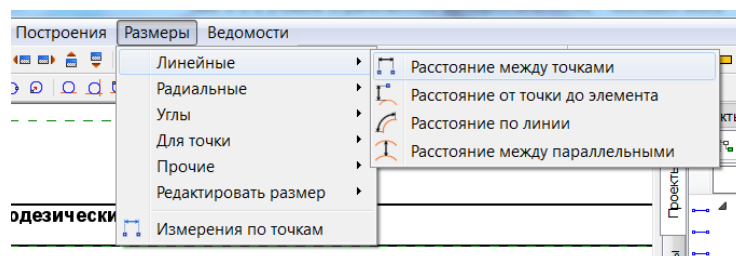 Построения Размеры Ведомости
Линейные
Радиальные
Углы
Для точки
Прочие
Редактировать размер
Измерения по точкам
Расстояние между точками
Расстояние от точки до элемента
Расстояние по линии
Расстояние между параллельными
одезически
Проекты